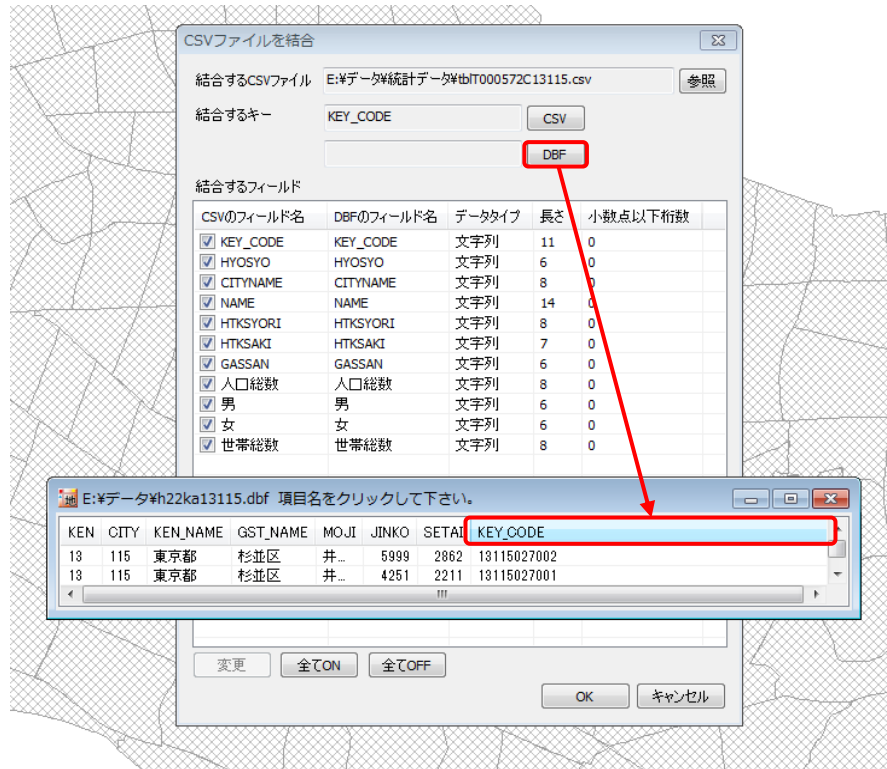 CSVファイルを結合
結合するCSVファイル E:¥データ¥統計データ¥tblT000572C13115.csv 参照
結合するキー KEY_CODE CSV
DBF
結合するフィールド
CSVのフィールド名 DBFのフィールド名 データタイプ 長さ 小数点以下桁数
KEY_CODE KEY_CODE 文字列 11 0
HYOSYO HYOSYO 文字列 6 0
CITYNAME CITYNAME 文字列 8 0
NAME NAME 文字列 14 0
HTKSYORI HTKSYORI 文字列 8 0
HTKSAKI HTKSAKI 文字列 7 0
GASSAN GASSAN 文字列 6 0
人口総数 人口総数 文字列 8 0
男 男 文字列 6 0
女 女 文字列 6 0
世帯総数 世帯総数 文字列 8 0
地 E:¥データ¥h22ka13115.dbf 項目名をクリックして下さい。
KEN CITY KEN_NAME GST_NAME MOJI JINKO SETAI KEY_CODE
13 115 東京都 杉並区 井... 5999 2862 13115027002
13 115 東京都 杉並区 井... 4251 2211 13115027001
変更 全てON 全てOFF
OK キャンセル